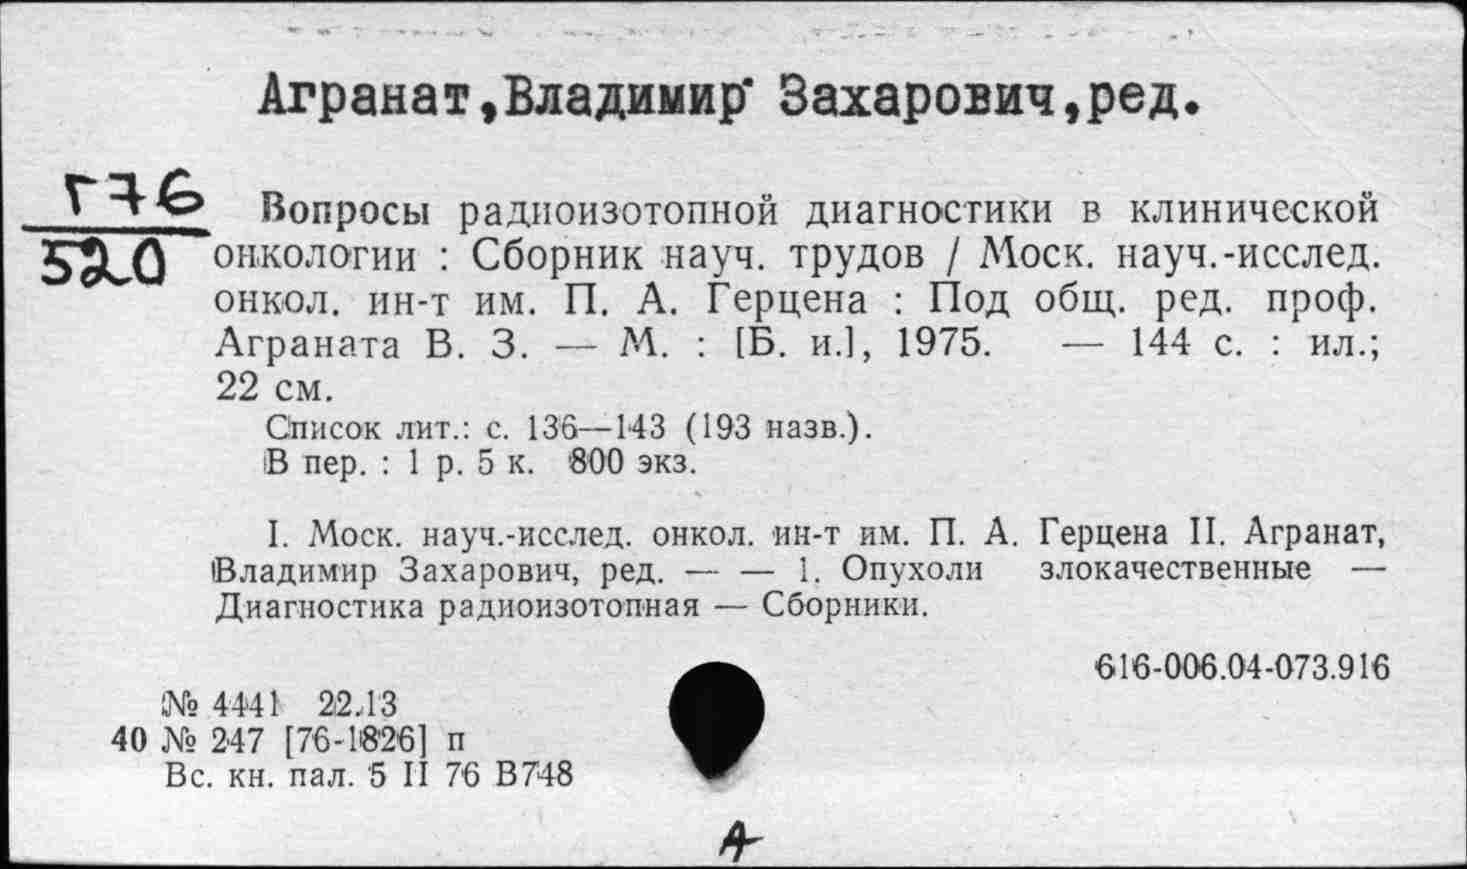 Агранат,Владимир Захарович,ред.
Г76
520
Вопросы радиоизотопной диагностики в клинической
онкологии : Сборник науч. трудов / Моск. науч.-исслед.
онкол. ин-т им. П. А. Герцена : Под общ. ред. проф.
Аграната В. З. — М. : [Б. и.], 1975. — 144 с. : ил.;
22 см.
Список лит.: с. 136—143 (193 назв.).
В пер. : 1 р. 5 к. 800 экз.
I. Моск. науч.-исслед. онкол. ин-т им. П. А. Герцена II. Агранат,
Владимир Захарович, ред. — — 1. Опухоли злокачественные —
Диагностика радиоизотопная — Сборники.
616-006.04-073.916
№ 4441 22.13
40 № 247 [76-1826] п
Вс. кн. пал. 5 II 76 В748
А